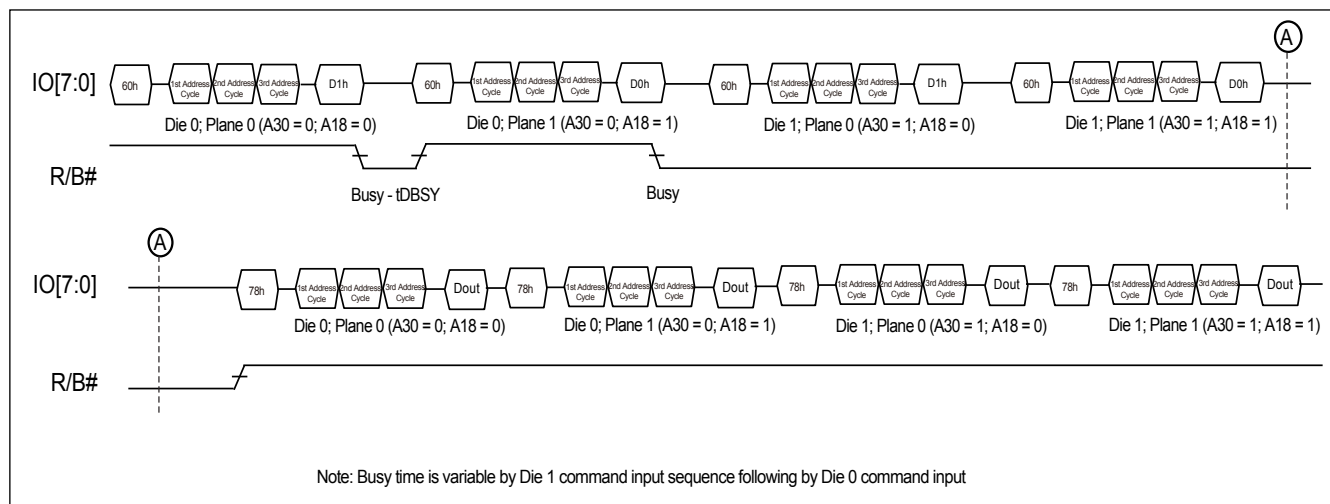 A
IO[7:0] 60h 1st Address Cycle 2nd Address Cycle 3rd Address Cycle D1h 60h 1st Address Cycle 2nd Address Cycle 3rd Address Cycle D0h 60h 1st Address Cycle 2nd Address Cycle 3rd Address Cycle D1h 60h 1st Address Cycle 2nd Address Cycle 3rd Address Cycle D0h
Die 0; Plane 0 (A30 = 0; A18 = 0) Die 0; Plane 1 (A30 = 0; A18 = 1) Die 1; Plane 0 (A30 = 1; A18 = 0) Die 1; Plane 1 (A30 = 1; A18 = 1)
R/B#
Busy - tDBSY Busy
A
IO[7:0] 78h 1st Address Cycle 2nd Address Cycle 3rd Address Cycle Dout 78h 1st Address Cycle 2nd Address Cycle 3rd Address Cycle Dout 78h 1st Address Cycle 2nd Address Cycle 3rd Address Cycle Dout 78h 1st Address Cycle 2nd Address Cycle 3rd Address Cycle Dout
Die 0; Plane 0 (A30 = 0; A18 = 0) Die 0; Plane 1 (A30 = 0; A18 = 1) Die 1; Plane 0 (A30 = 1; A18 = 0) Die 1; Plane 1 (A30 = 1; A18 = 1)
R/B#
Note: Busy time is variable by Die 1 command input sequence following by Die 0 command input